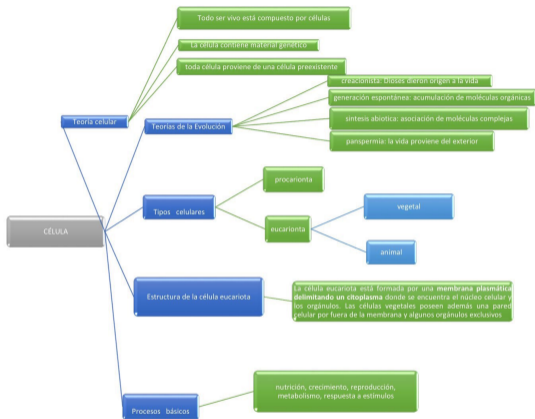 Todo ser vivo está compuesto por células
La célula contiene material genético
toda célula proviene de una célula preexistente
creacionista: Dioses dieron origen a la vida
generación espontánea: acumulación de moléculas orgánicas
síntesis abiotica: asociación de moléculas complejas
panspermia: la vida proviene del exterior
Teoría celular
Teorías de la Evolución
procarionta
Tipos celulares
vegetal
eucarionta
animal
CÉLULA
Estructura de la célula eucariota
La célula eucariota está formada por una membrana plasmática
delimitando un citoplasma donde se encuentra el núcleo celular y
los orgánulos. Las células vegetales poseen además una pared
celular por fuera de la membrana y algunos orgánulos exclusivos
nutrición, crecimiento, reproducción,
metabolismo, respuesta a estímulos
Procesos básicos